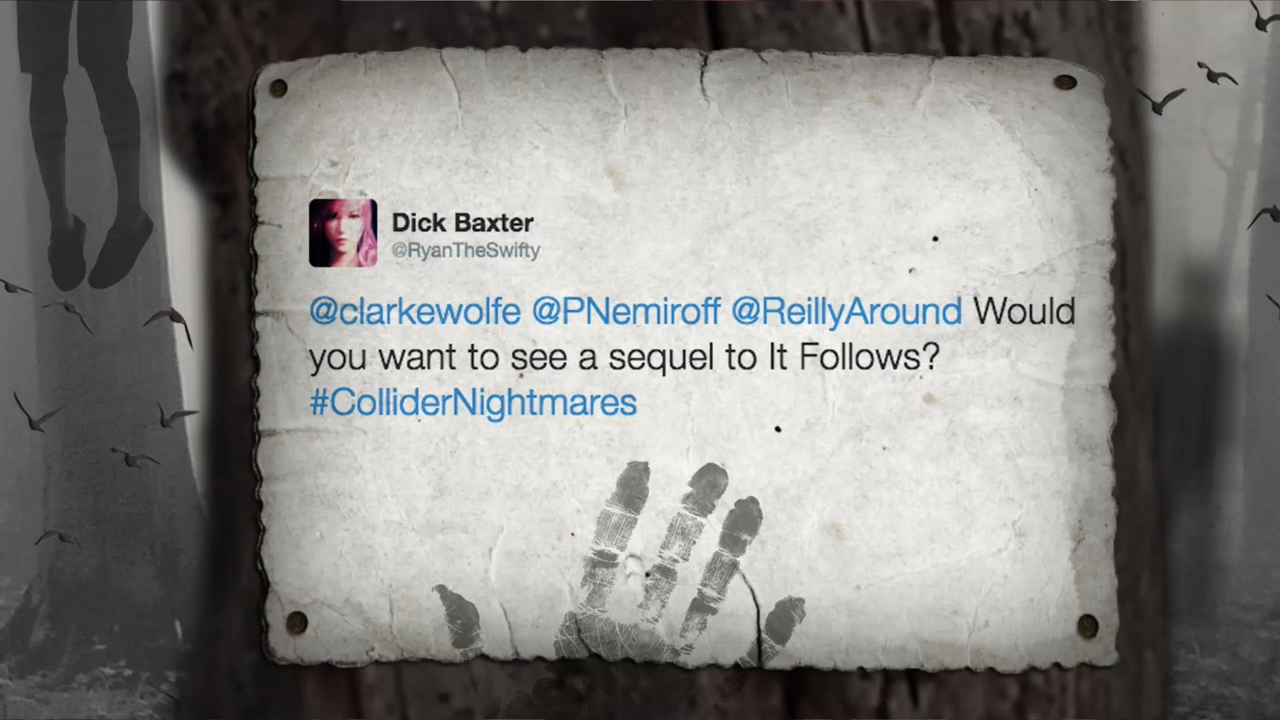 Dick Baxter
@RyanTheSwifty
@clarkewolfe @PNemiroff @ReillyAround Would
you want to see a sequel to It Follows?
#ColliderNightmares